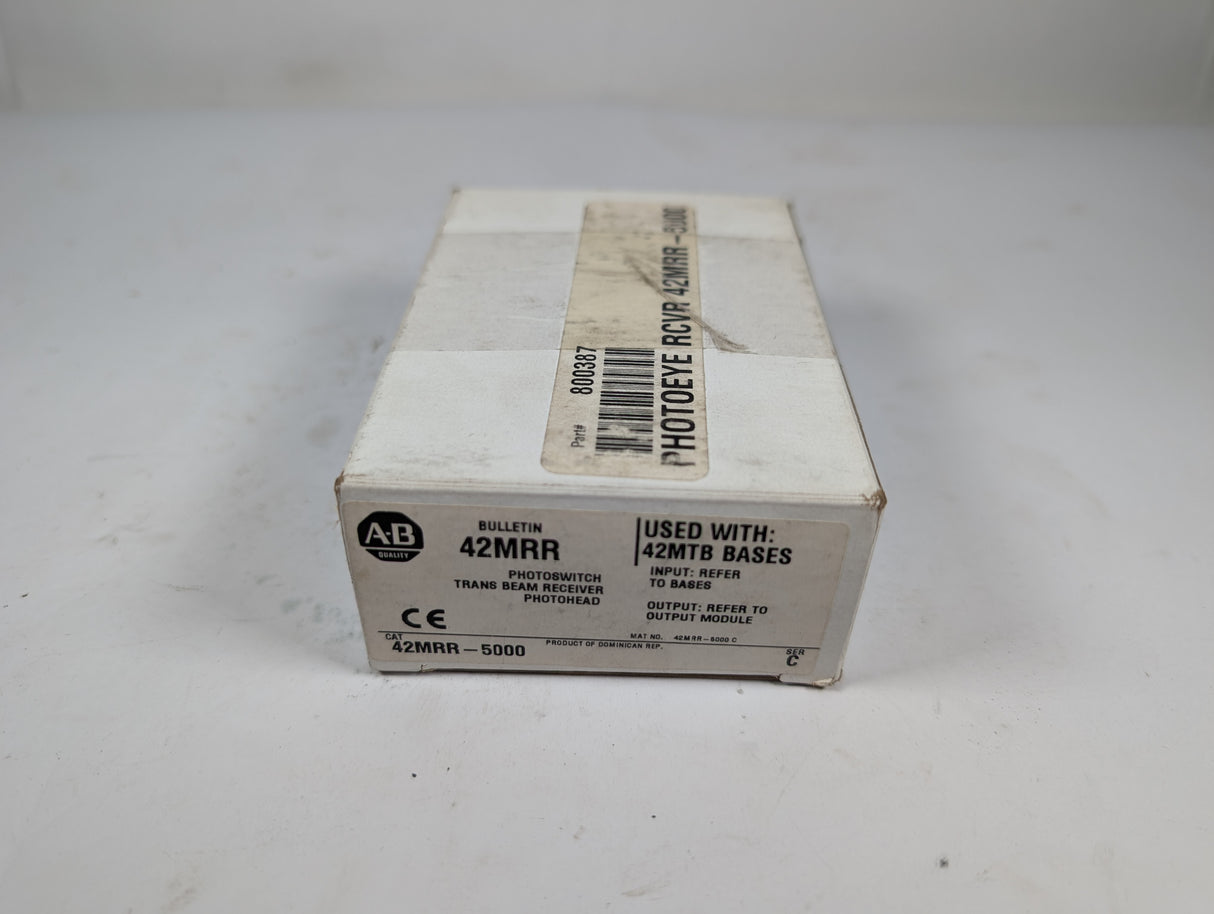 Part# 800387
PHOTOEYE RCVR 42MRR-5000
A-B
QUALITY
BULLETIN
42MRR
PHOTOSWITCH
TRANS BEAM RECEIVER
PHOTOHEAD
CE
USED WITH:
42MTB BASES
INPUT: REFER
TO BASES
OUTPUT: REFER TO
OUTPUT MODULE
CAT
42MRR-5000
PRODUCT OF DOMINICAN REP.
MAT NO. 42MRR-5000 C
SER
C